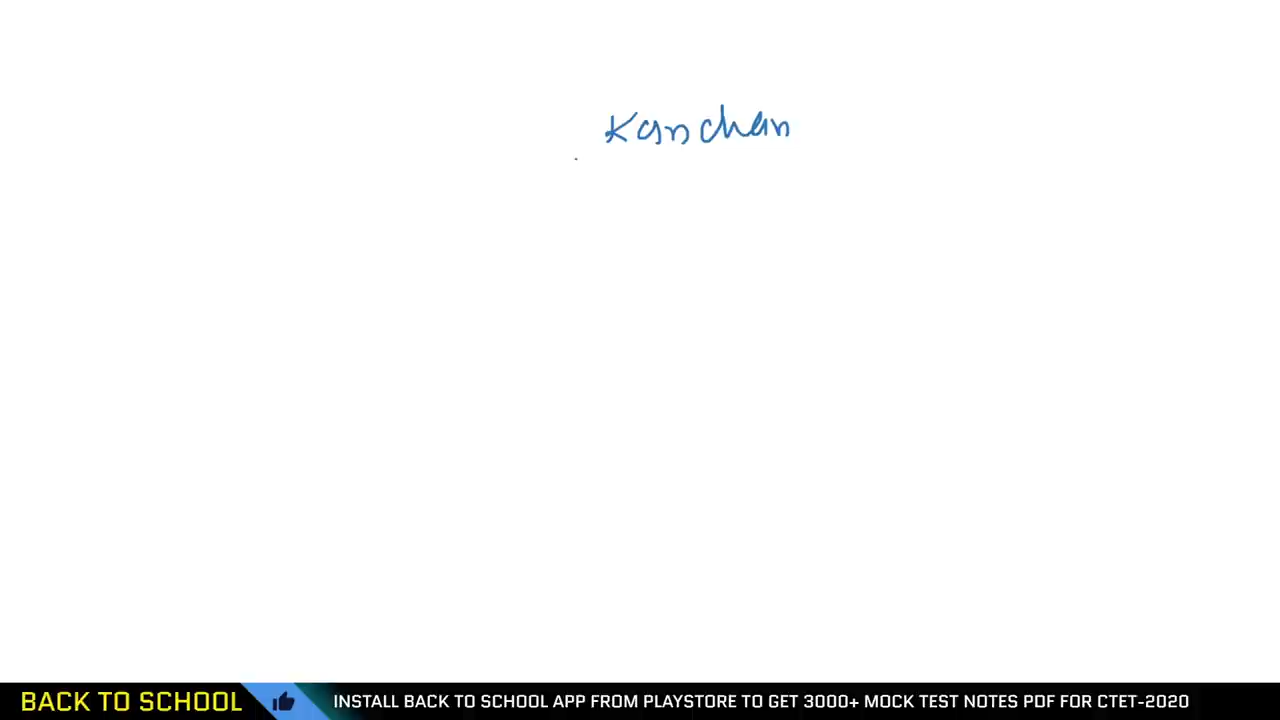 Kanchan
BACK TO SCHOOL
INSTALL BACK TO SCHOOL APP FROM PLAYSTORE TO GET 3000+ MOCK TEST NOTES PDF FOR CTET-2020